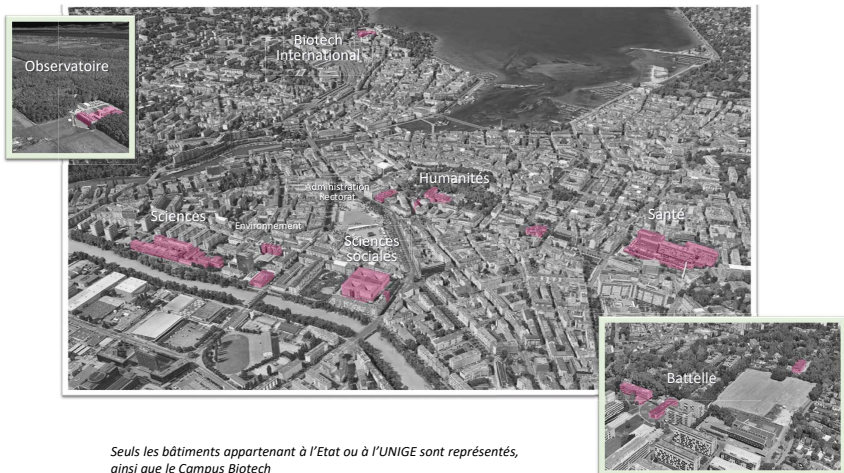 Observatoire
Biotech
International
Administration
Rectorat
Humanités
Sciences
Environnement
Sciences
sociales
Santé
Battelle
Seuls les bâtiments appartenant à l'Etat ou à l'UNIGE sont représentés,
ainsi que le Campus Biotech